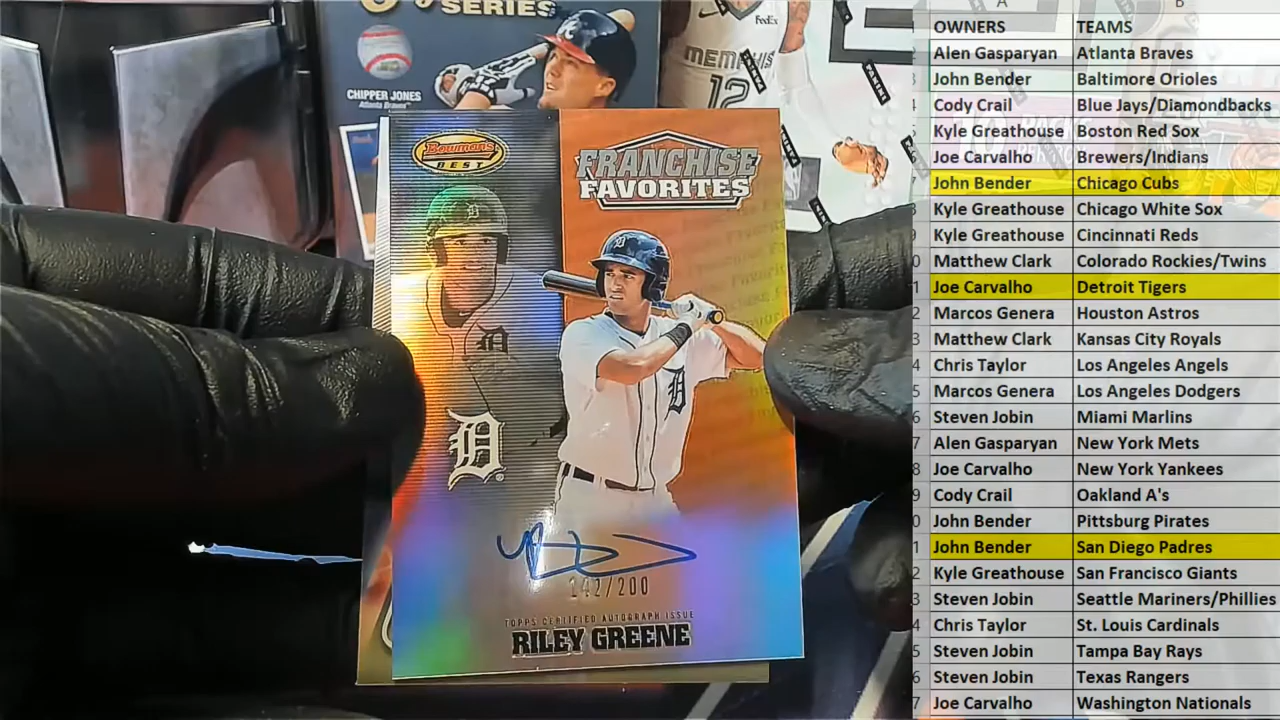 SERIES
CHIPPER JONES
Atlanta Braves
FedEx
MEMPHIS
12
PANINI
PANINI
PANINI
Bowman's
BEST
FRANCHISE
FAVORITES
D
142/200
TOPPS CERTIFIED AUTOGRAPH ISSUE
RILEY GREENE
A B
OWNERS TEAMS
Alen Gasparyan Atlanta Braves
John Bender Baltimore Orioles
Cody Crail Blue Jays/Diamondbacks
Kyle Greathouse Boston Red Sox
Joe Carvalho Brewers/Indians
John Bender Chicago Cubs
Kyle Greathouse Chicago White Sox
Kyle Greathouse Cincinnati Reds
Matthew Clark Colorado Rockies/Twins
Joe Carvalho Detroit Tigers
Marcos Genera Houston Astros
Matthew Clark Kansas City Royals
Chris Taylor Los Angeles Angels
Marcos Genera Los Angeles Dodgers
Steven Jobin Miami Marlins
Alen Gasparyan New York Mets
Joe Carvalho New York Yankees
Cody Crail Oakland A's
John Bender Pittsburg Pirates
John Bender San Diego Padres
Kyle Greathouse San Francisco Giants
Steven Jobin Seattle Mariners/Phillies
Chris Taylor St. Louis Cardinals
Steven Jobin Tampa Bay Rays
Steven Jobin Texas Rangers
Joe Carvalho Washington Nationals